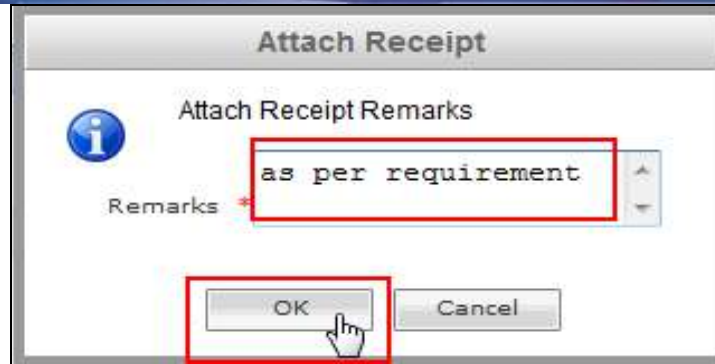 Attach Receipt
Attach Receipt Remarks
as per requirement
Remarks *
OK Cancel